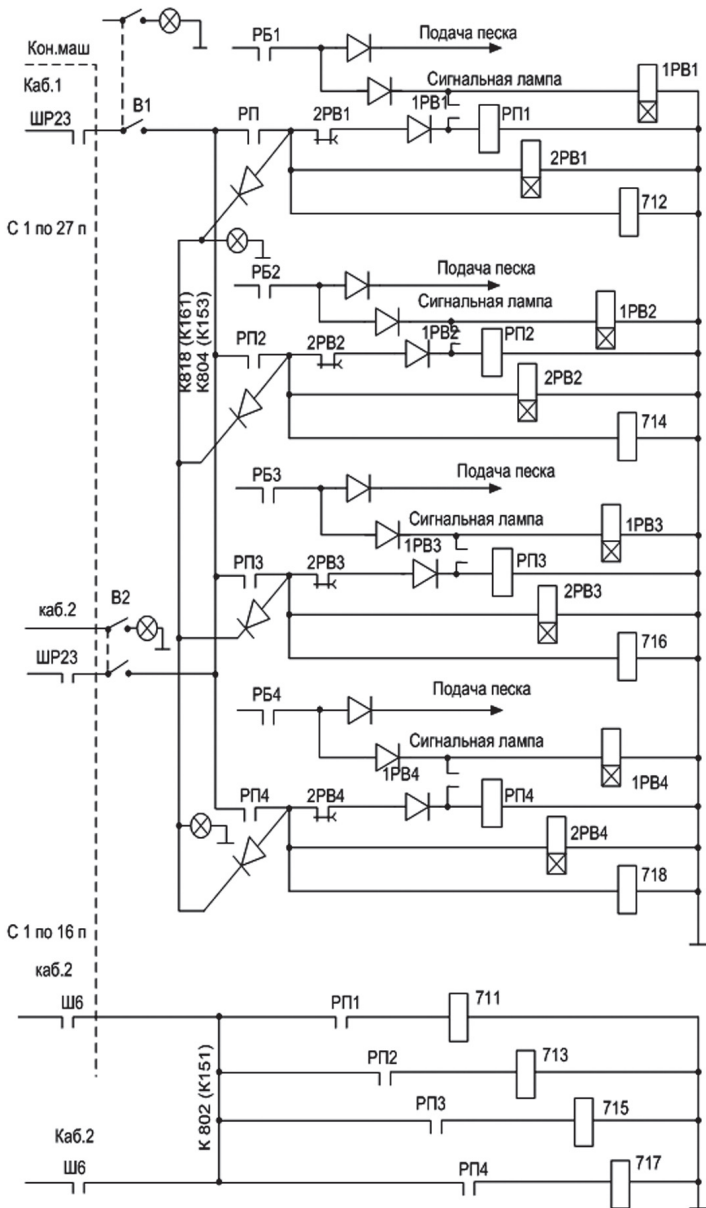 Кон.маш
Каб.1
ШР23
В1
РБ1
Подача песка
Сигнальная лампа
1РВ1
РП
2РВ1
1РВ1
РП1
2РВ1
712
С 1 по 27 п
К818 (К161)
К804 (К153)
РБ2
Подача песка
Сигнальная лампа
1РВ2
РП2
2РВ2
1РВ2
РП2
2РВ2
714
РБ3
Подача песка
Сигнальная лампа
1РВ3
РП3
2РВ3
1РВ3
РП3
2РВ3
716
каб.2
В2
ШР23
РБ4
Подача песка
Сигнальная лампа
1РВ4
РП4
2РВ4
1РВ4
РП4
2РВ4
718
С 1 по 16 п
каб.2
Ш6
РП1
711
К 802 (К151)
РП2
713
РП3
715
Каб.2
Ш6
РП4
717